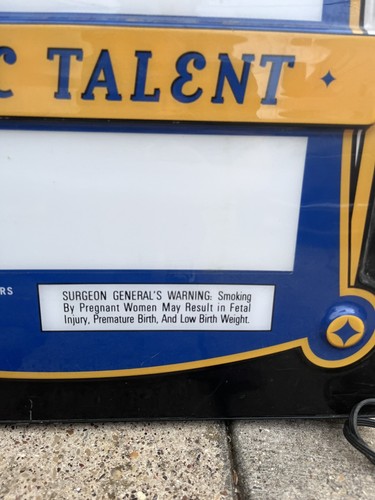 C TALENT
RS
SURGEON GENERAL'S WARNING: Smoking
By Pregnant Women May Result in Fetal
Injury, Premature Birth, And Low Birth Weight.